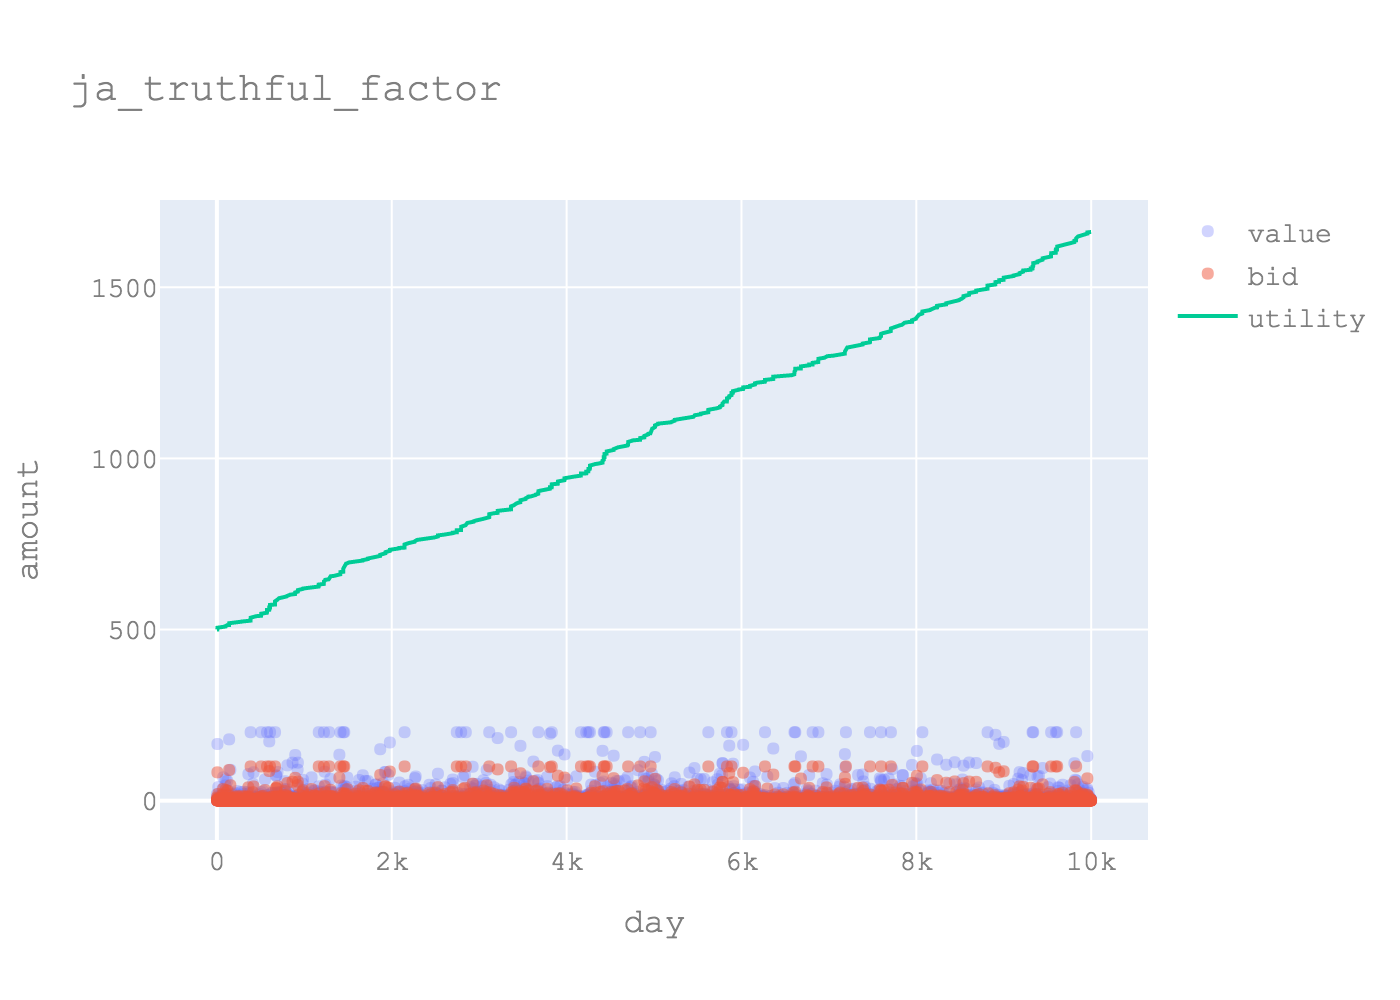 ja_truthful_factor
value
bid
utility
1500
1000
500
0
amount
0
2k
4k
6k
8k
10k
day